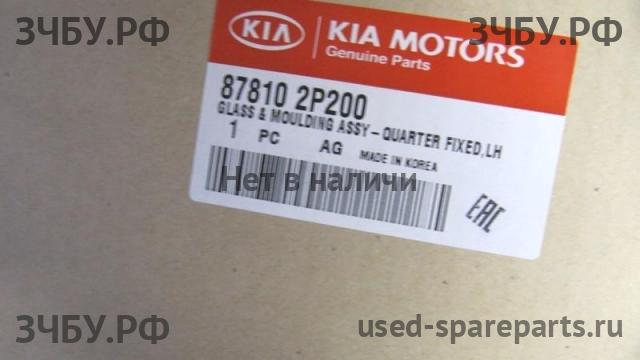 ЗЧБУ.РФ
ЗЧБУ.РФ
KIA
KIA MOTORS
Genuine Parts
87810 2P200
GLASS & MOULDING ASSY-QUARTER FIXED,LH
1 PC AG MADE IN KOREA
Нет в наличи
EAC
ЗЧБУ.РФ
used-spareparts.ru